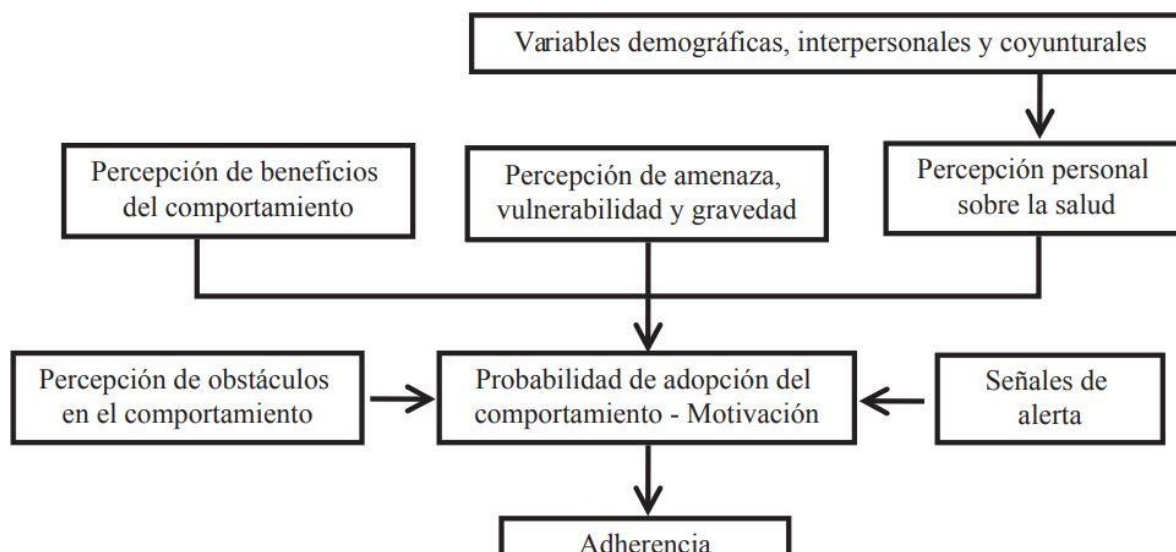 Variables demográficas, interpersonales y coyunturales
Percepción de beneficios
del comportamiento
Percepción de amenaza,
vulnerabilidad y gravedad
Percepción personal
sobre la salud
Percepción de obstáculos
en el comportamiento
Probabilidad de adopción del
comportamiento - Motivación
Señales de
alerta
Adherencia